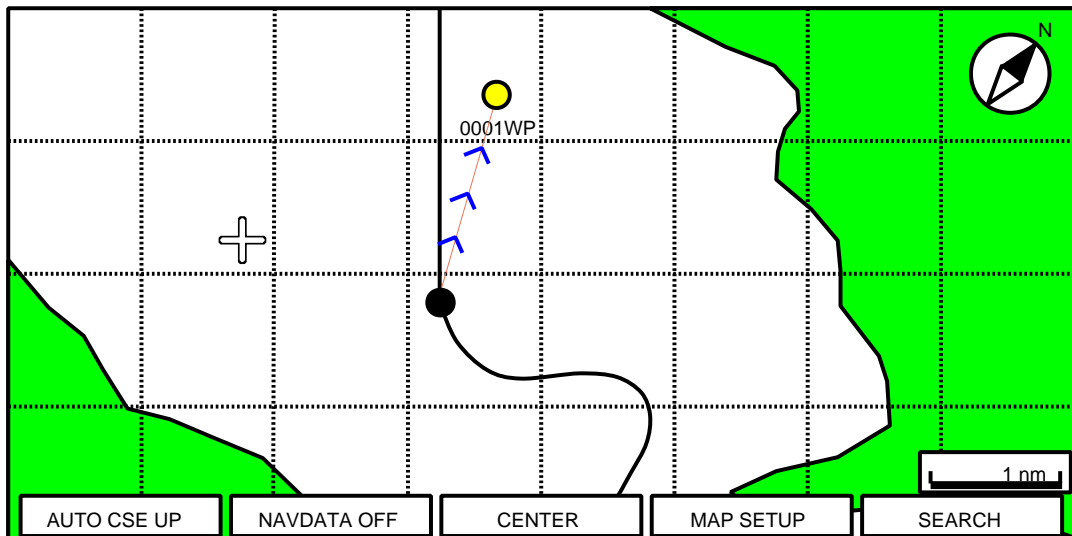 N
0001WP
1 nm
AUTO CSE UP
NAVDATA OFF
CENTER
MAP SETUP
SEARCH